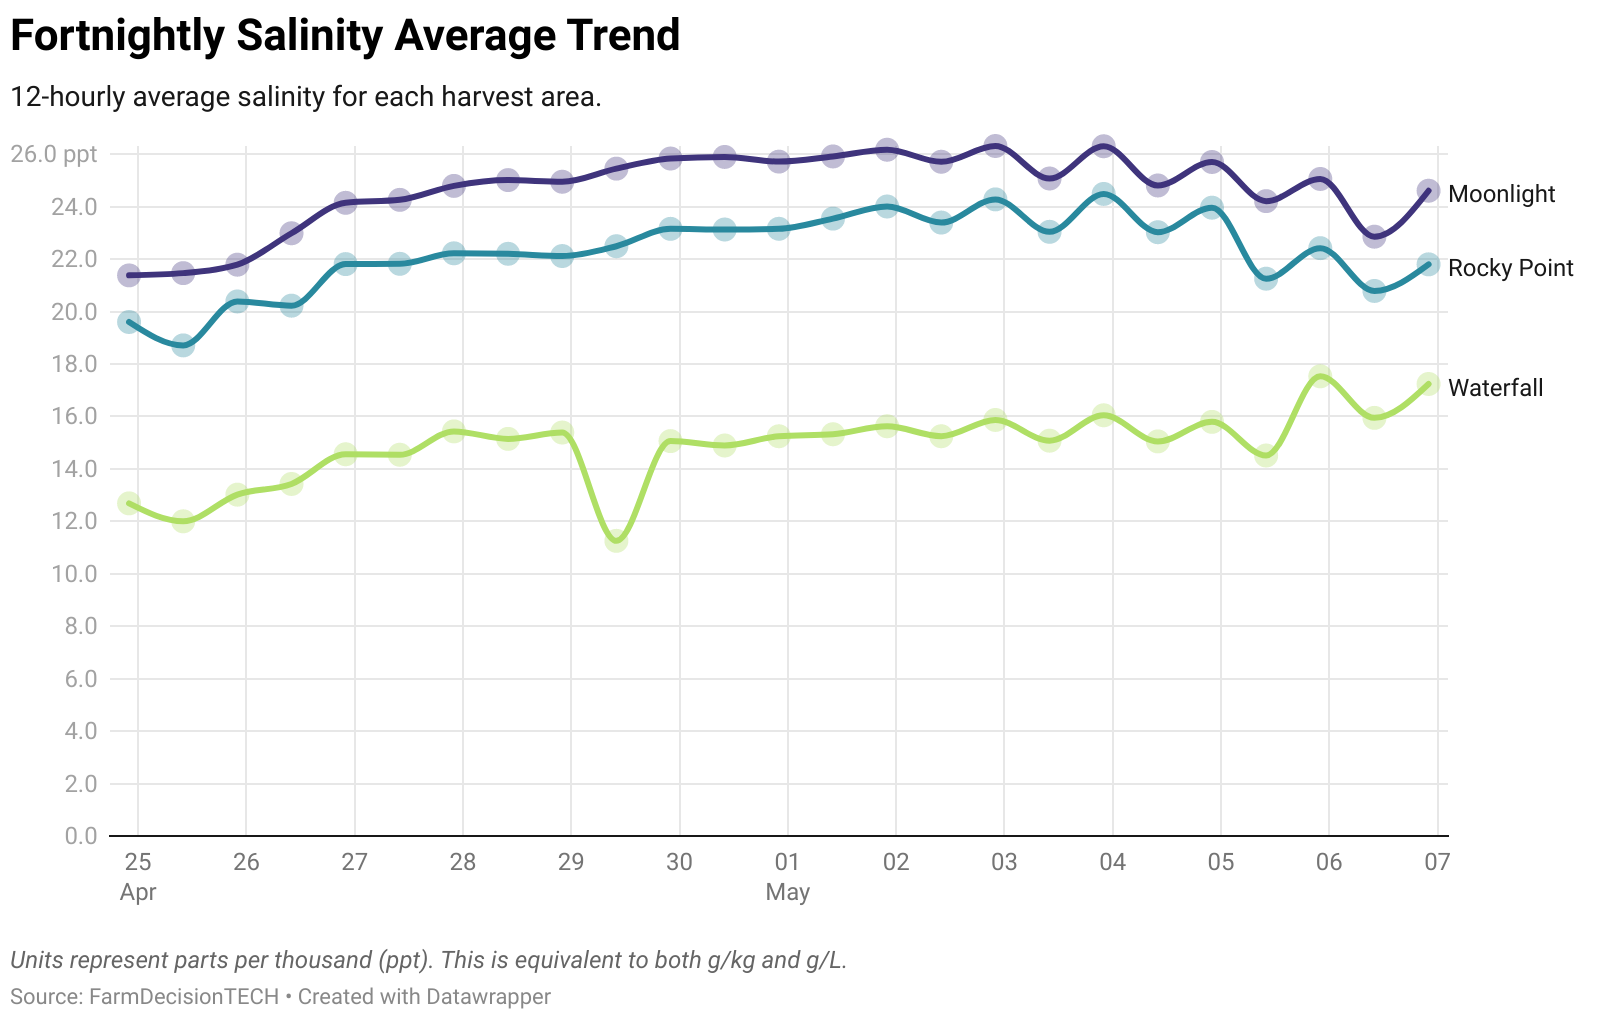 Fortnightly Salinity Average Trend
12-hourly average salinity for each harvest area.
26.0 ppt
24.0
22.0
20.0
18.0
16.0
14.0
12.0
10.0
8.0
6.0
4.0
2.0
0.0
Moonlight
Rocky Point
Waterfall
25 26 27 28 29 30 01 02 03 04 05 06 07
Apr May
Units represent parts per thousand (ppt). This is equivalent to both g/kg and g/L.
Source: FarmDecisionTECH • Created with Datawrapper